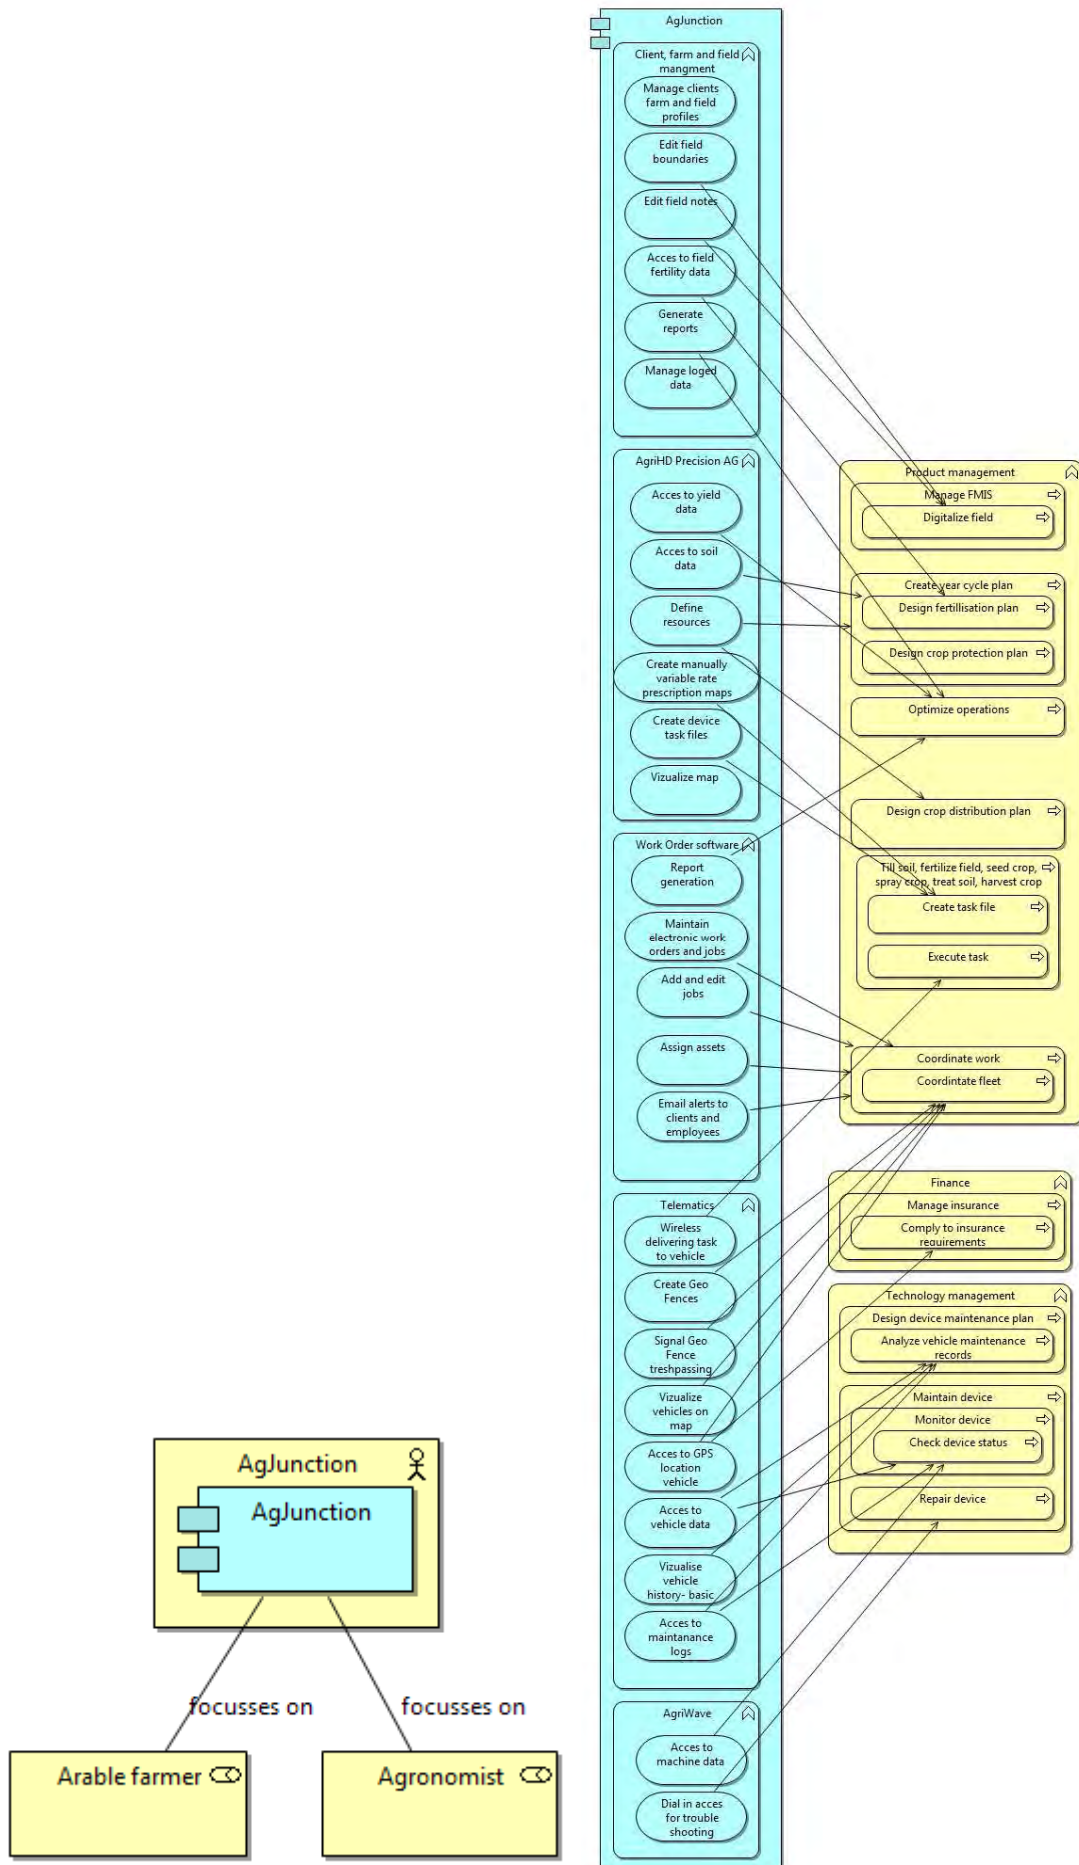 AgJunction
Client, farm and field
mangment
Manage clients
farm and field
profiles
Edit field
boundaries
Edit field notes
Acces to field
fertility data
Generate
reports
Manage loged
data
AgriHD Precision AG
Acces to yield
data
Acces to soil
data
Define
resources
Create manually
variable rate
prescription maps
Create device
task files
Vizualize map
Work Order software
Report
generation
Maintain
electronic work
orders and jobs
Add and edit
jobs
Assign assets
Email alerts to
clients and
employees
Telematics
Wireless
delivering task
to vehicle
Create Geo
Fences
Signal Geo
Fence
treshpassing
Vizualize
vehicles on
map
Acces to GPS
location
vehicle
Acces to
vehicle data
Vizualise
vehicle
history- basic
Acces to
maintanance
logs
AgriWave
Acces to
machine data
Dial in acces
for trouble
shooting
Product management
Manage FMIS
Digitalize field
Create year cycle plan
Design fertillisation plan
Design crop protection plan
Optimize operations
Design crop distribution plan
Till soil, fertilize field, seed crop,
spray crop, treat soil, harvest crop
Create task file
Execute task
Coordinate work
Coordintate fleet
Finance
Manage insurance
Comply to insurance
requirements
Technology management
Design device maintenance plan
Analyze vehicle maintenance
records
Maintain device
Monitor device
Check device status
Repair device
AgJunction
AgJunction
focusses on
focusses on
Arable farmer
Agronomist